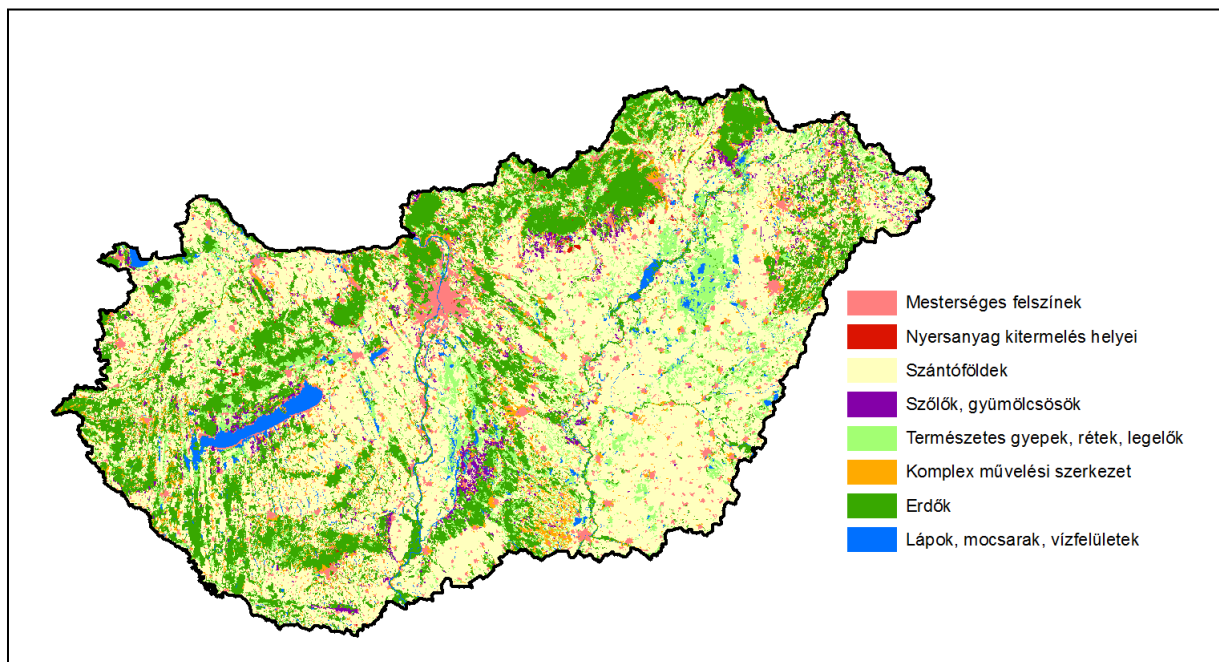 Mesterséges felszínek
Nyersanyag kitermelés helyei
Szántóföldek
Szőlők, gyümölcsösök
Természetes gyepek, rétek, legelők
Komplex művelési szerkezet
Erdők
Lápok, mocsarak, vízfelületek